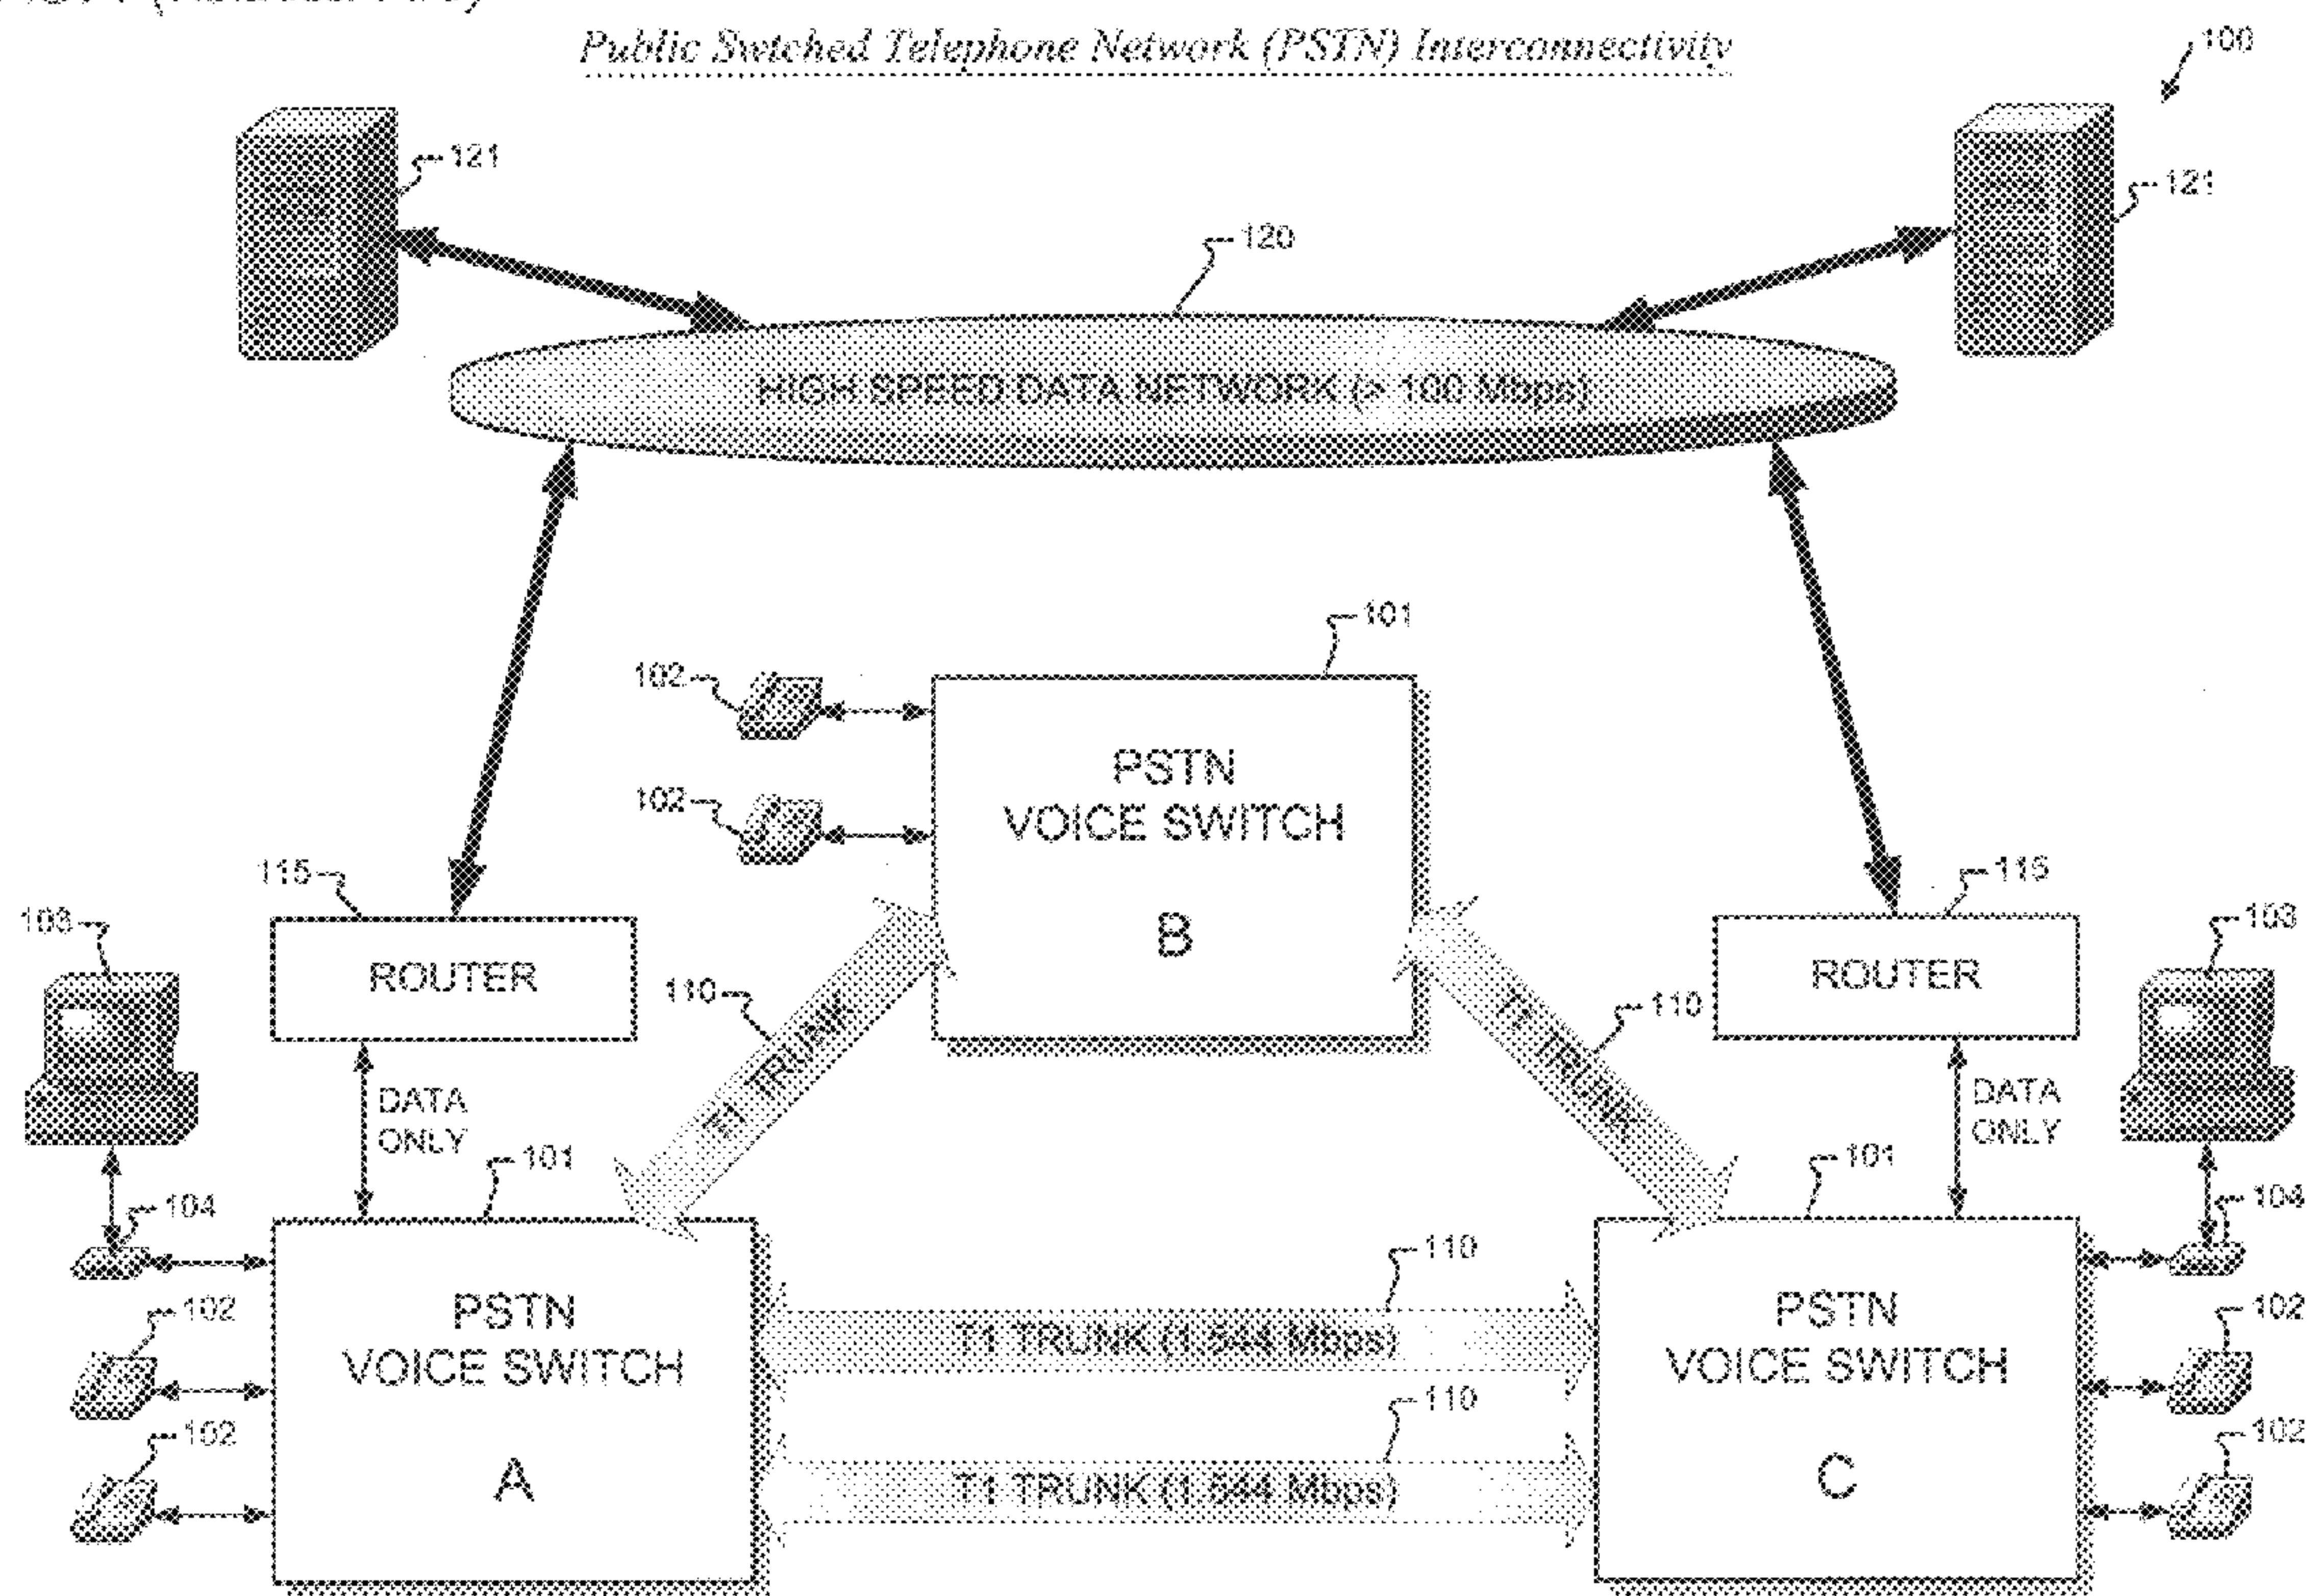 Public Swtched Telephone Network (PSTN) Interconnectivity
100
121
121
120
HIGH SPEED DATA NETWORK (> 100 Mbps)
101
102
102
PSTN
VOICE SWITCH
B
115
115
103
103
ROUTER
ROUTER
110
110
T1 TRUNK
T1 TRUNK
DATA
ONLY
DATA
ONLY
101
101
104
104
110
PSTN
VOICE SWITCH
A
PSTN
VOICE SWITCH
C
102
102
T1 TRUNK (1.544 Mbps)
110
102
102
T1 TRUNK (1.544 Mbps)